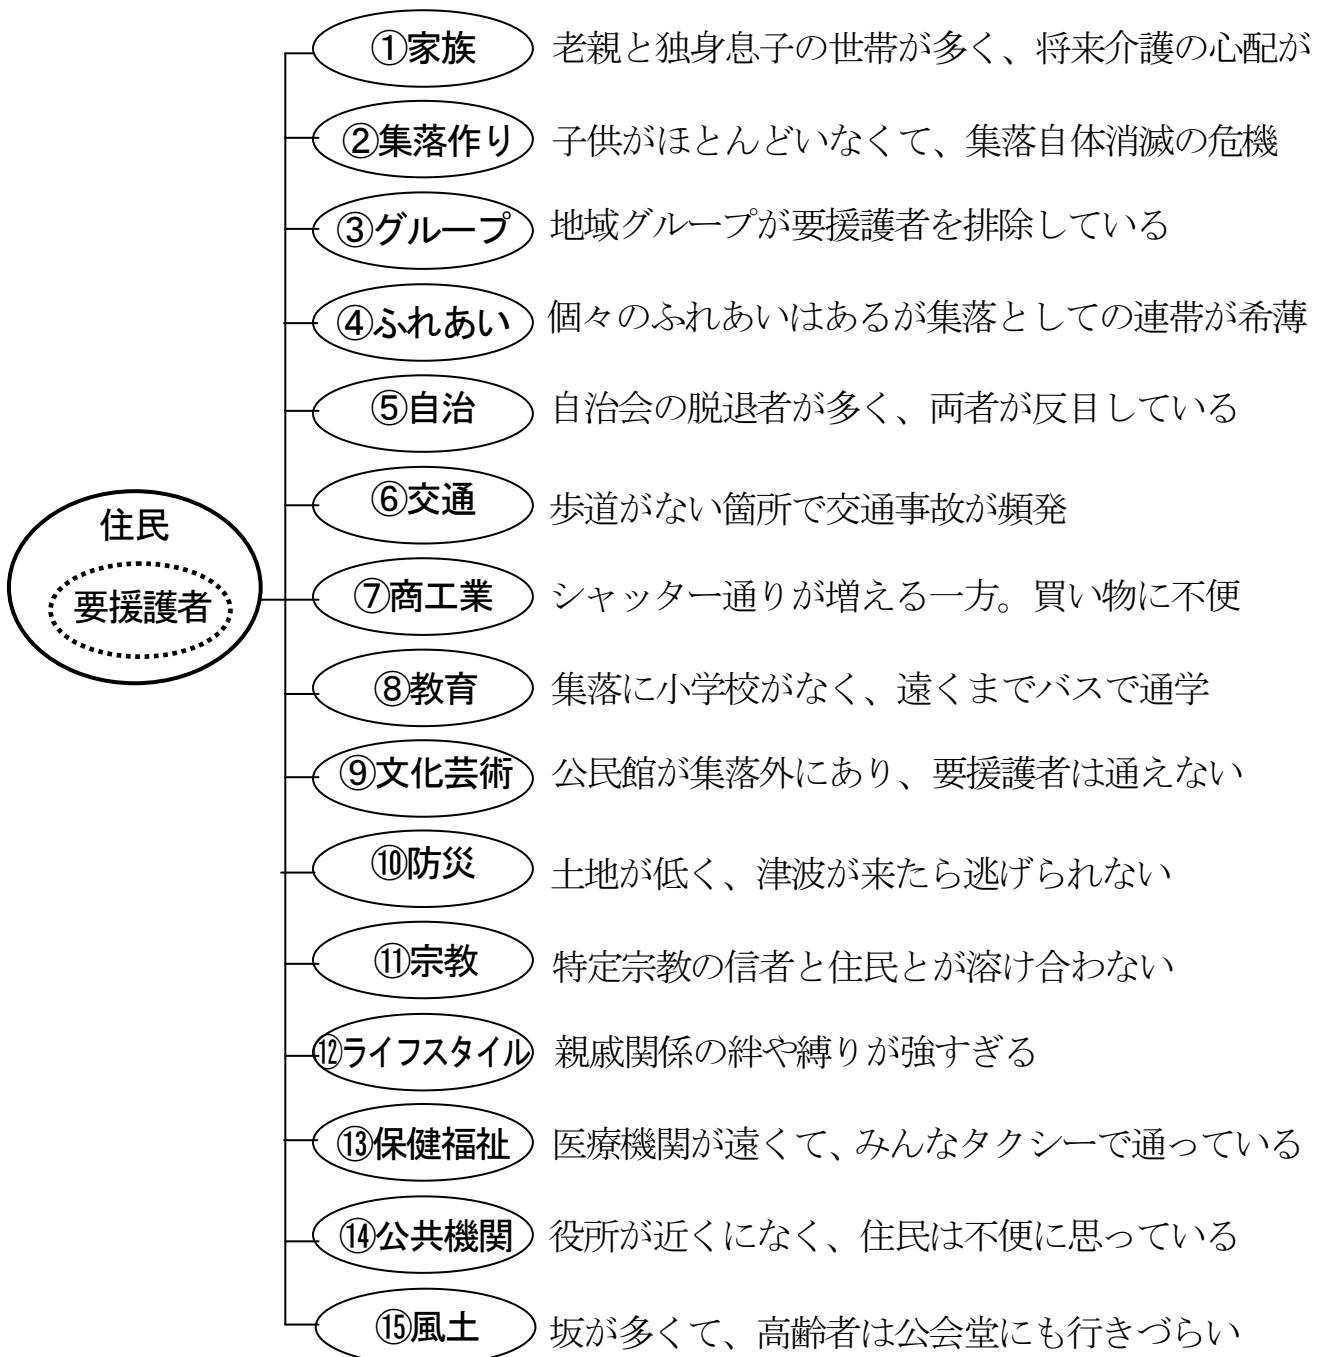 ①家族 老親と独身息子の世帯が多く、将来介護の心配が
②集落作り 子供がほとんどいなくて、集落自体消滅の危機
③グループ 地域グループが要援護者を排除している
④ふれあい 個々のふれあいはあるが集落としての連帯が希薄
⑤自治 自治会の脱退者が多く、両者が反目している
⑥交通 歩道がない箇所で交通事故が頻発
住民
要援護者
⑦商工業 シャッター通りが増える一方。買い物に不便
⑧教育 集落に小学校がなく、遠くまでバスで通学
⑨文化芸術 公民館が集落外にあり、要援護者は通えない
⑩防災 土地が低く、津波が来たら逃げられない
⑪宗教 特定宗教の信者と住民とが溶け合わない
⑫ライフスタイル 親戚関係の絆や縛りが強すぎる
⑬保健福祉 医療機関が遠くて、みんなタクシーで通っている
⑭公共機関 役所が近くになく、住民は不便に思っている
⑮風土 坂が多くて、高齢者は公会堂にも行きづらい